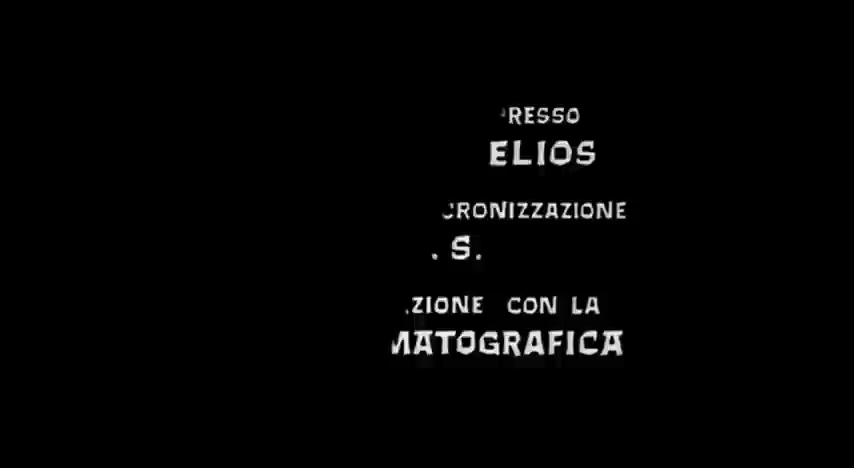 RESSO
ELIOS
CRONIZZAZIONE
. S.
ZIONE CON LA
MATOGRAFICA